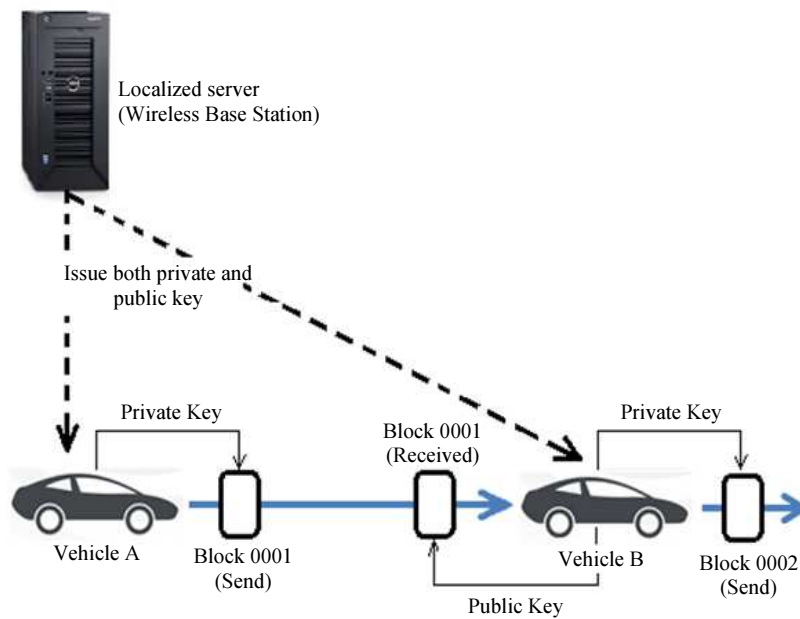 Localized server
(Wireless Base Station)
Issue both private and
public key
Private Key
Block 0001
(Received)
Private Key
Vehicle A
Block 0001
(Send)
Vehicle B
Block 0002
(Send)
Public Key